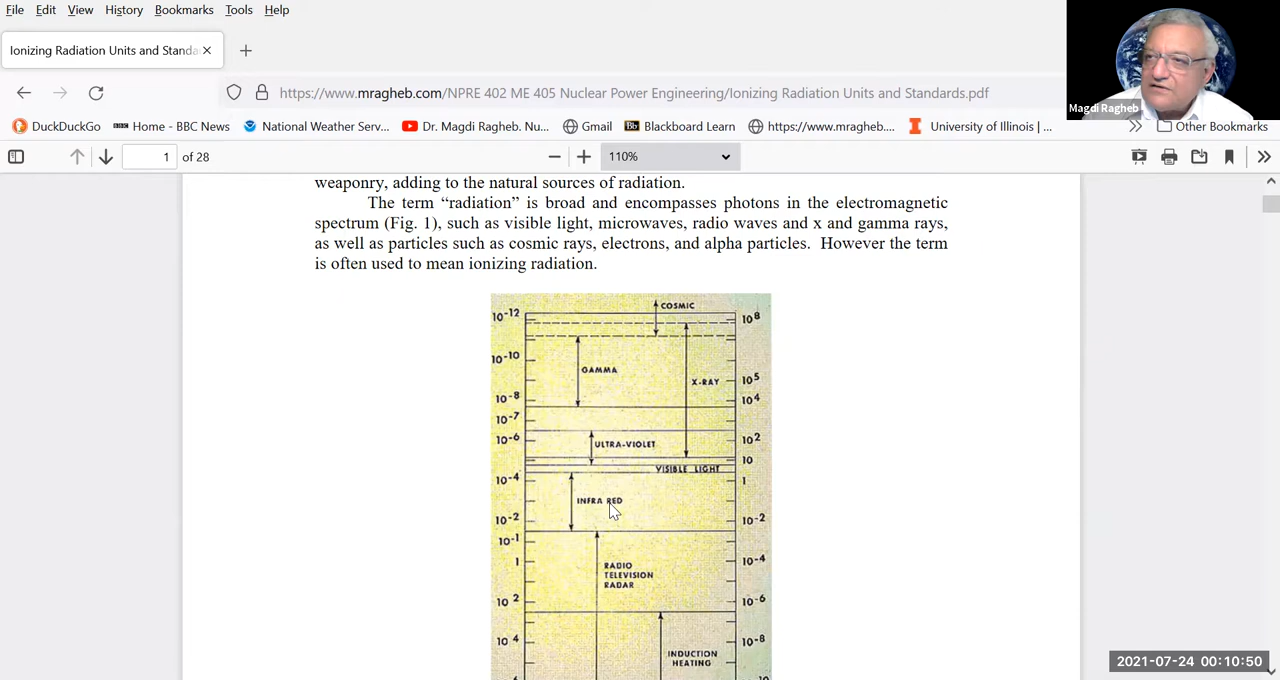 File Edit View History Bookmarks Tools Help
Ionizing Radiation Units and Standa
https://www.mragheb.com/NPRE 402 ME 405 Nuclear Power Engineering/Ionizing Radiation Units and Standards.pdf
Magdi Ragheb
DuckDuckGo BBC Home - BBC News National Weather Serv... Dr. Magdi Ragheb. Nu... Gmail Bb Blackboard Learn https://www.mragheb.... University of Illinois |... Other Bookmarks
1 of 28 110%
weaponry, adding to the natural sources of radiation.
The term “radiation” is broad and encompasses photons in the electromagnetic
spectrum (Fig. 1), such as visible light, microwaves, radio waves and x and gamma rays,
as well as particles such as cosmic rays, electrons, and alpha particles.  However the term
is often used to mean ionizing radiation.
COSMIC
10-12 108
10-10
GAMMA
X-RAY 105
10-8 104
10-7
10-6 102
ULTRA-VIOLET
10
VISIBLE LIGHT
10-4 1
INFRA RED
10-2 10-2
10-1
1 10-4
RADIO
TELEVISION
RADAR
10 2 10-6
10 4 10-8
INDUCTION
HEATING
2021-07-24 00:10:50